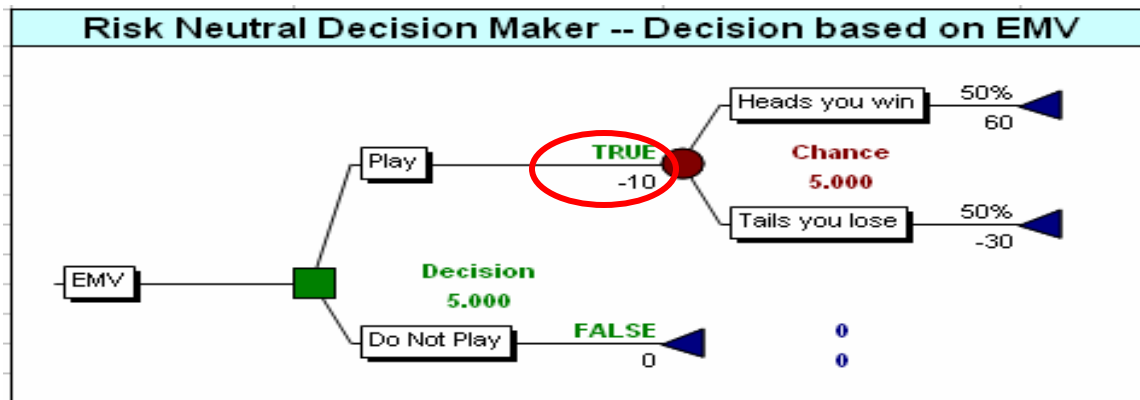 Risk Neutral Decision Maker -- Decision based on EMV
Heads you win 50%
60
Play TRUE Chance
-10 5.000
Tails you lose 50%
-30
EMV Decision
5.000
Do Not Play FALSE 0
0 0